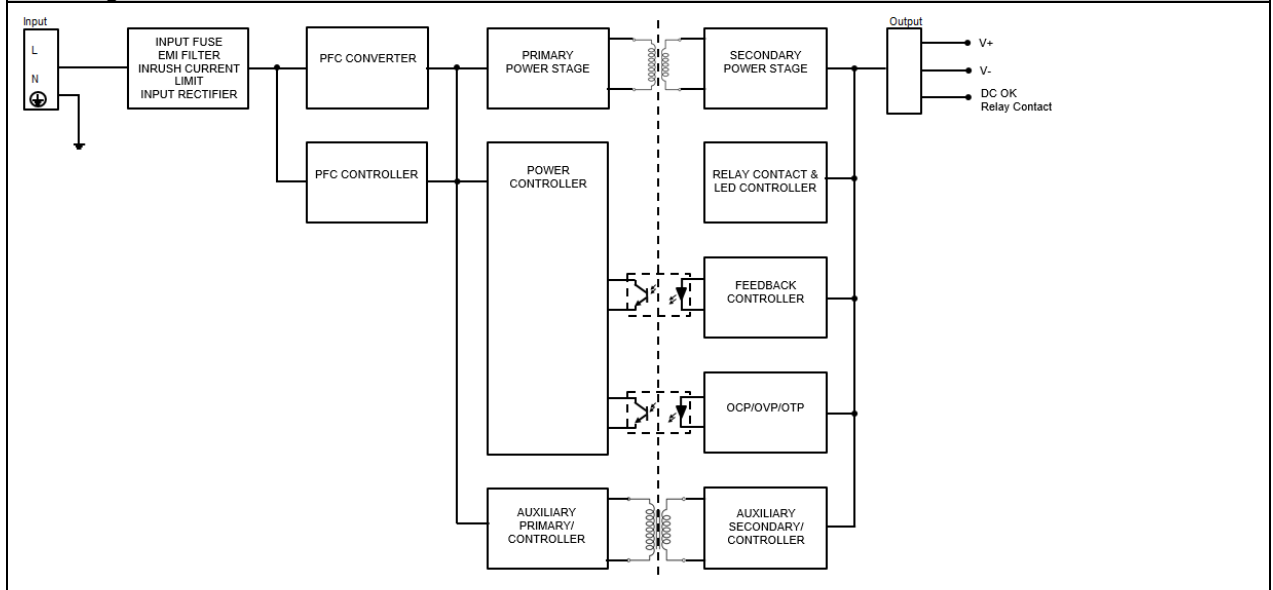 Input
L
N
INPUT FUSE
EMI FILTER
INRUSH CURRENT
LIMIT
INPUT RECTIFIER
PFC CONVERTER
PFC CONTROLLER
PRIMARY
POWER STAGE
POWER
CONTROLLER
AUXILIARY
PRIMARY/
CONTROLLER
SECONDARY
POWER STAGE
RELAY CONTACT &
LED CONTROLLER
FEEDBACK
CONTROLLER
OCP/OVP/OTP
AUXILIARY
SECONDARY/
CONTROLLER
Output
V+
V-
DC OK
Relay Contact